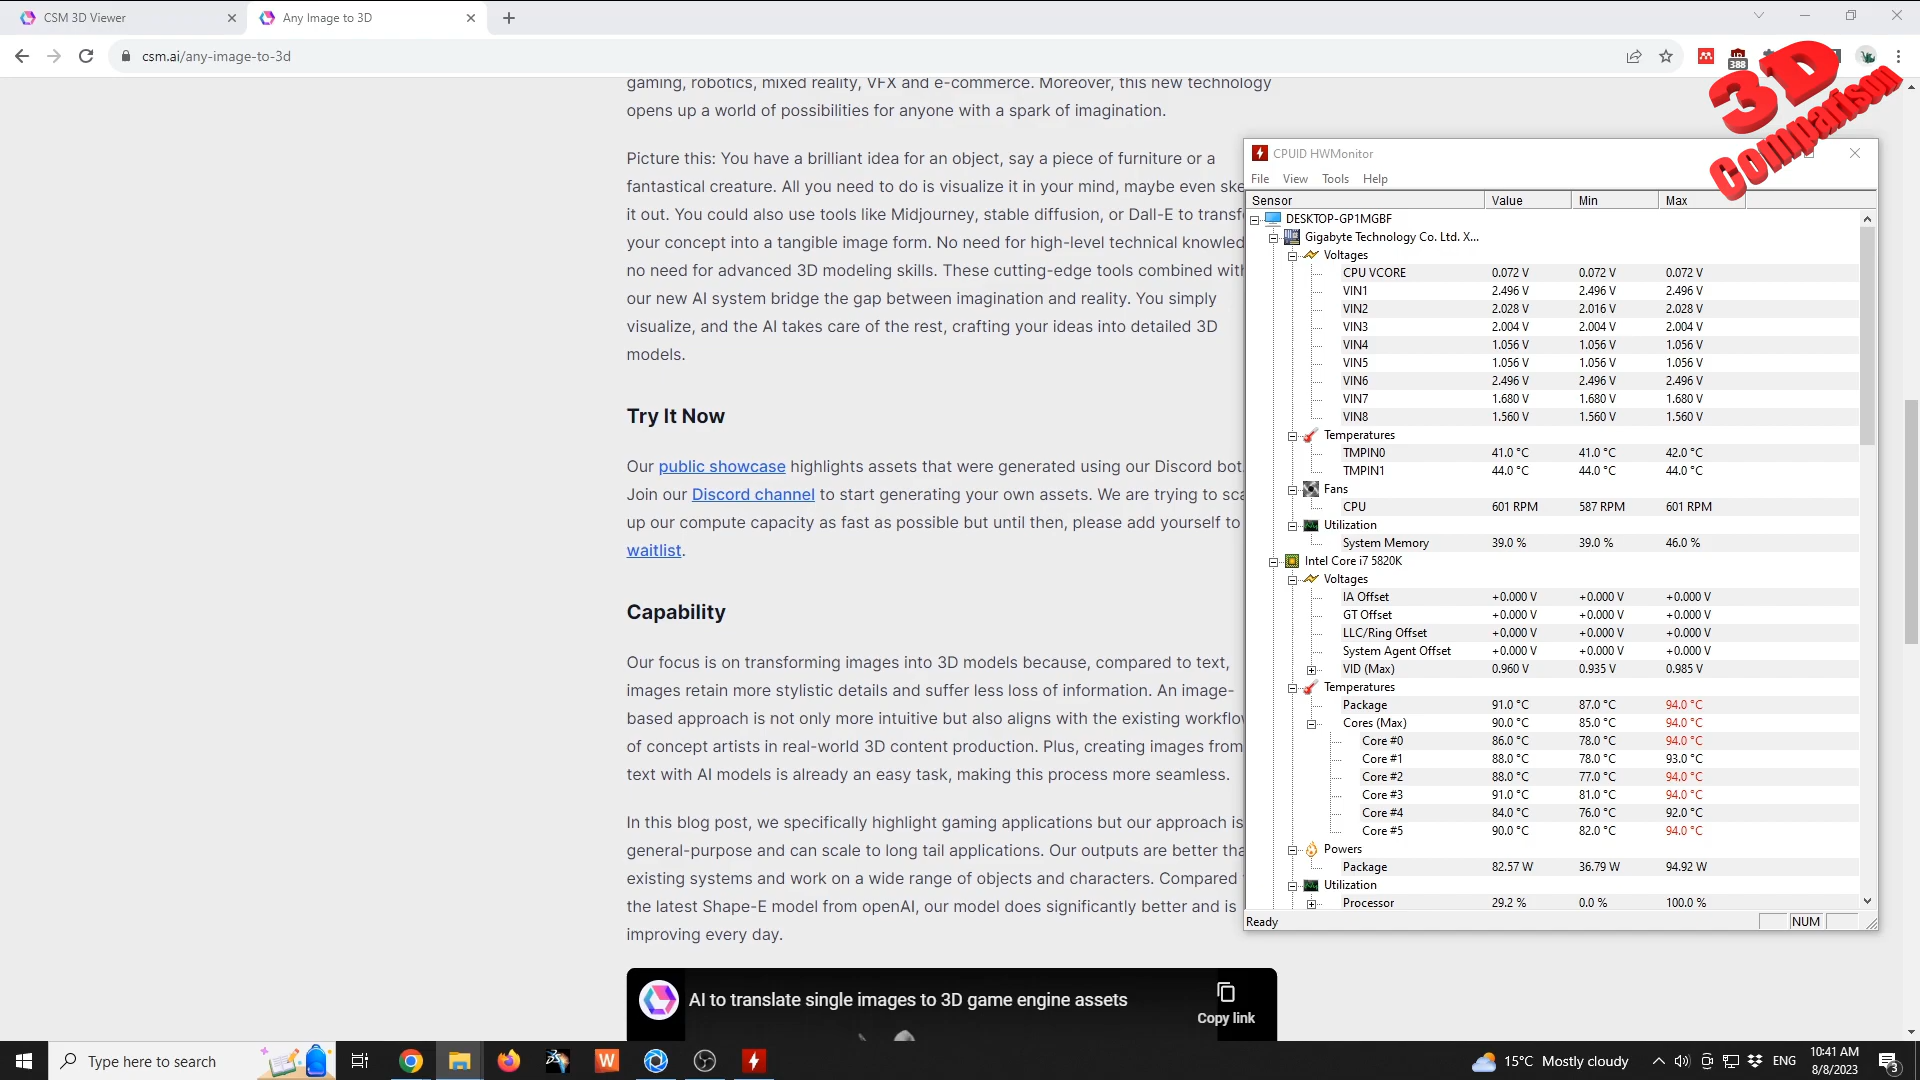 CSM 3D Viewer
Any Image to 3D
csm.ai/any-image-to-3d
388
3D
Comparison
gaming, robotics, mixed reality, VFX and e-commerce. Moreover, this new technology
opens up a world of possibilities for anyone with a spark of imagination.
Picture this: You have a brilliant idea for an object, say a piece of furniture or a
fantastical creature. All you need to do is visualize it in your mind, maybe even ske
it out. You could also use tools like Midjourney, stable diffusion, or Dall-E to transf
your concept into a tangible image form. No need for high-level technical knowled
no need for advanced 3D modeling skills. These cutting-edge tools combined with
our new AI system bridge the gap between imagination and reality. You simply
visualize, and the AI takes care of the rest, crafting your ideas into detailed 3D
models.
Try It Now
Our public showcase highlights assets that were generated using our Discord bot.
Join our Discord channel to start generating your own assets. We are trying to sca
up our compute capacity as fast as possible but until then, please add yourself to
waitlist.
Capability
Our focus is on transforming images into 3D models because, compared to text,
images retain more stylistic details and suffer less loss of information. An image-
based approach is not only more intuitive but also aligns with the existing workflow
of concept artists in real-world 3D content production. Plus, creating images from
text with AI models is already an easy task, making this process more seamless.
In this blog post, we specifically highlight gaming applications but our approach is
general-purpose and can scale to long tail applications. Our outputs are better tha
existing systems and work on a wide range of objects and characters. Compared
the latest Shape-E model from openAI, our model does significantly better and is
improving every day.
AI to translate single images to 3D game engine assets
Copy link
CPUID HWMonitor
File View Tools Help
Sensor Value Min Max
DESKTOP-GP1MGBF
Gigabyte Technology Co. Ltd. X...
Voltages
CPU VCORE 0.072 V 0.072 V 0.072 V
VIN1 2.496 V 2.496 V 2.496 V
VIN2 2.028 V 2.016 V 2.028 V
VIN3 2.004 V 2.004 V 2.004 V
VIN4 1.056 V 1.056 V 1.056 V
VIN5 1.056 V 1.056 V 1.056 V
VIN6 2.496 V 2.496 V 2.496 V
VIN7 1.680 V 1.680 V 1.680 V
VIN8 1.560 V 1.560 V 1.560 V
Temperatures
TMPIN0 41.0 °C 41.0 °C 42.0 °C
TMPIN1 44.0 °C 44.0 °C 44.0 °C
Fans
CPU 601 RPM 587 RPM 601 RPM
Utilization
System Memory 39.0 % 39.0 % 46.0 %
Intel Core i7 5820K
Voltages
IA Offset +0.000 V +0.000 V +0.000 V
GT Offset +0.000 V +0.000 V +0.000 V
LLC/Ring Offset +0.000 V +0.000 V +0.000 V
System Agent Offset +0.000 V +0.000 V +0.000 V
VID (Max) 0.960 V 0.935 V 0.985 V
Temperatures
Package 91.0 °C 87.0 °C 94.0 °C
Cores (Max) 90.0 °C 85.0 °C 94.0 °C
Core #0 86.0 °C 78.0 °C 94.0 °C
Core #1 88.0 °C 78.0 °C 93.0 °C
Core #2 88.0 °C 77.0 °C 94.0 °C
Core #3 91.0 °C 81.0 °C 94.0 °C
Core #4 84.0 °C 76.0 °C 92.0 °C
Core #5 90.0 °C 82.0 °C 94.0 °C
Powers
Package 82.57 W 36.79 W 94.92 W
Utilization
Processor 29.2 % 0.0 % 100.0 %
Ready NUM
Type here to search
15°C Mostly cloudy
ENG
10:41 AM
8/8/2023
3